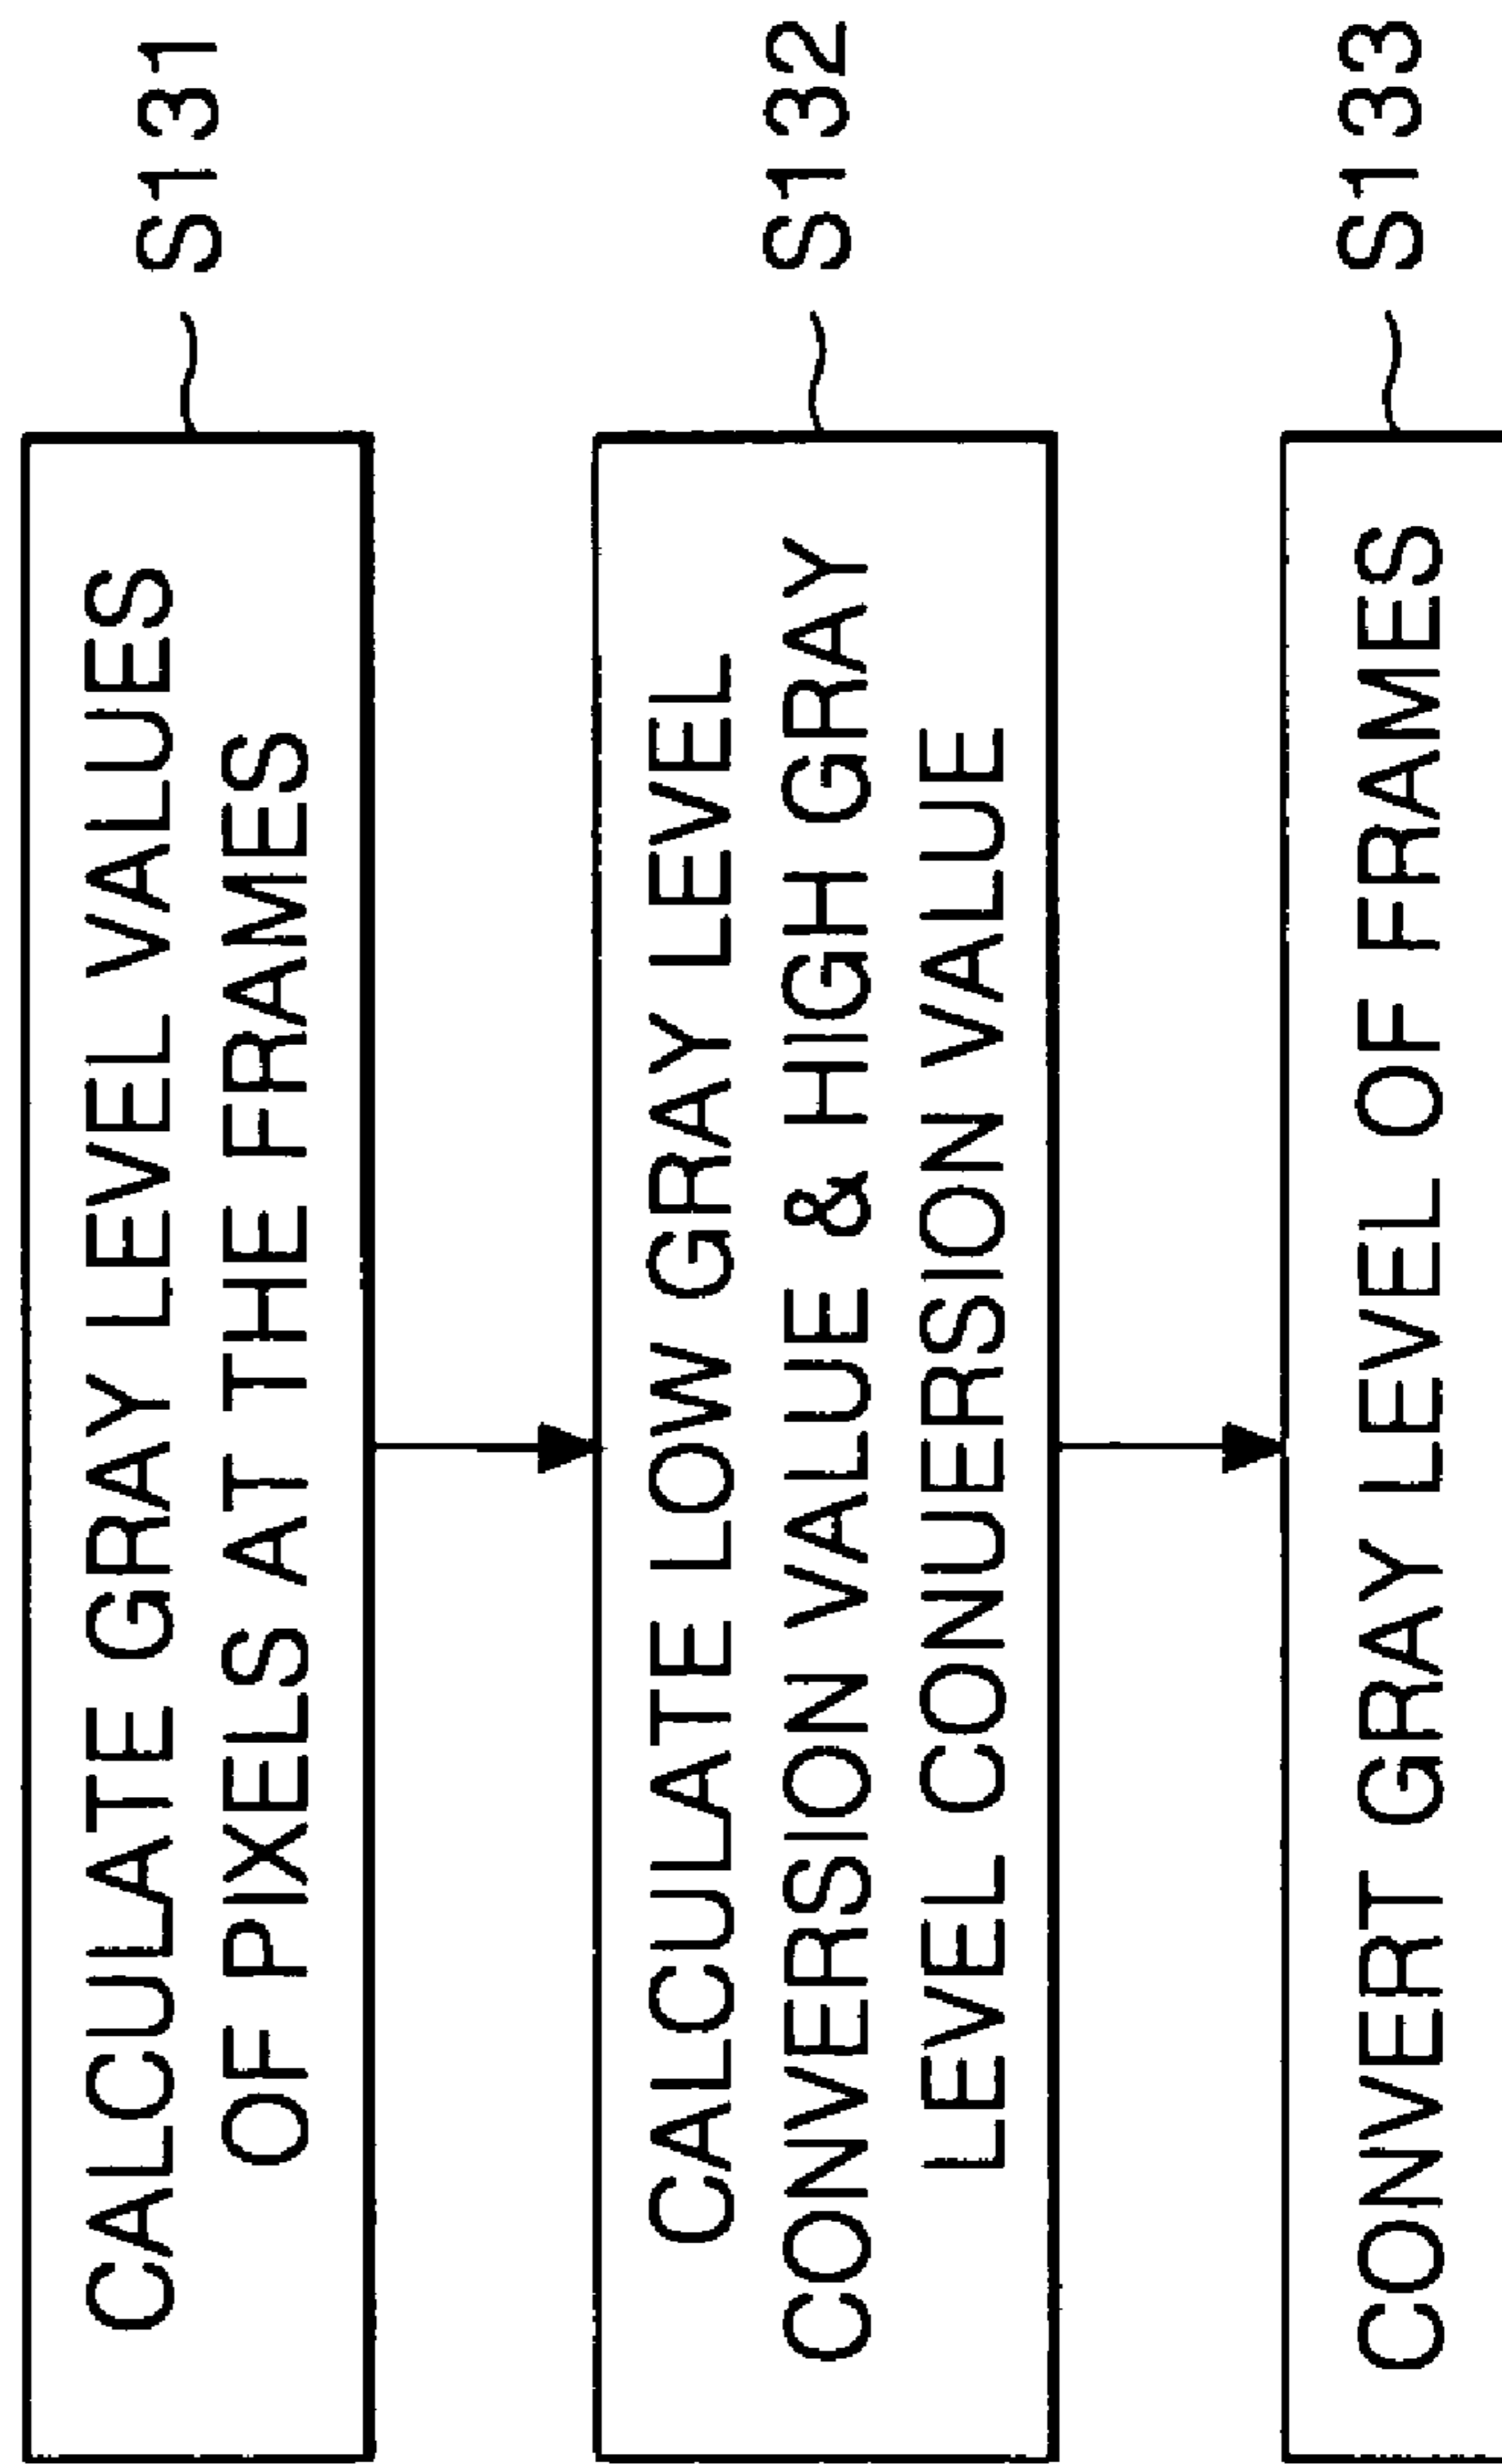 CALCULATE GRAY LEVEL VALUES
OF PIXELS AT THE FRAMES
S131
CALCULATE LOW GRAY LEVEL
CONVERSION VALUE & HIGH GRAY
LEVEL CONUERSION VALUE
S132
CONVERT GRAY LEVEL OF FRAMES
S133